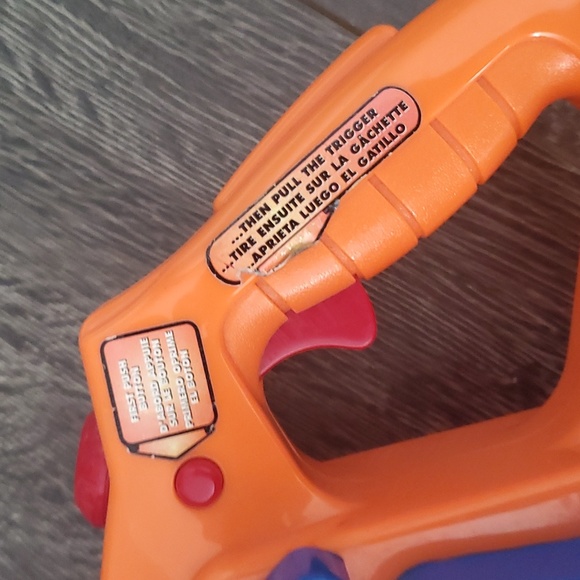 FIRST PUSH
BUTTON
D'ABORD, APPUIE
SUR LE BOUTON
PRIMERO OPRIME
EL BOTÓN
...THEN PULL THE TRIGGER
...TIRE ENSUITE SUR LA GÂCHETTE
...APRIETA LUEGO EL GATILLO